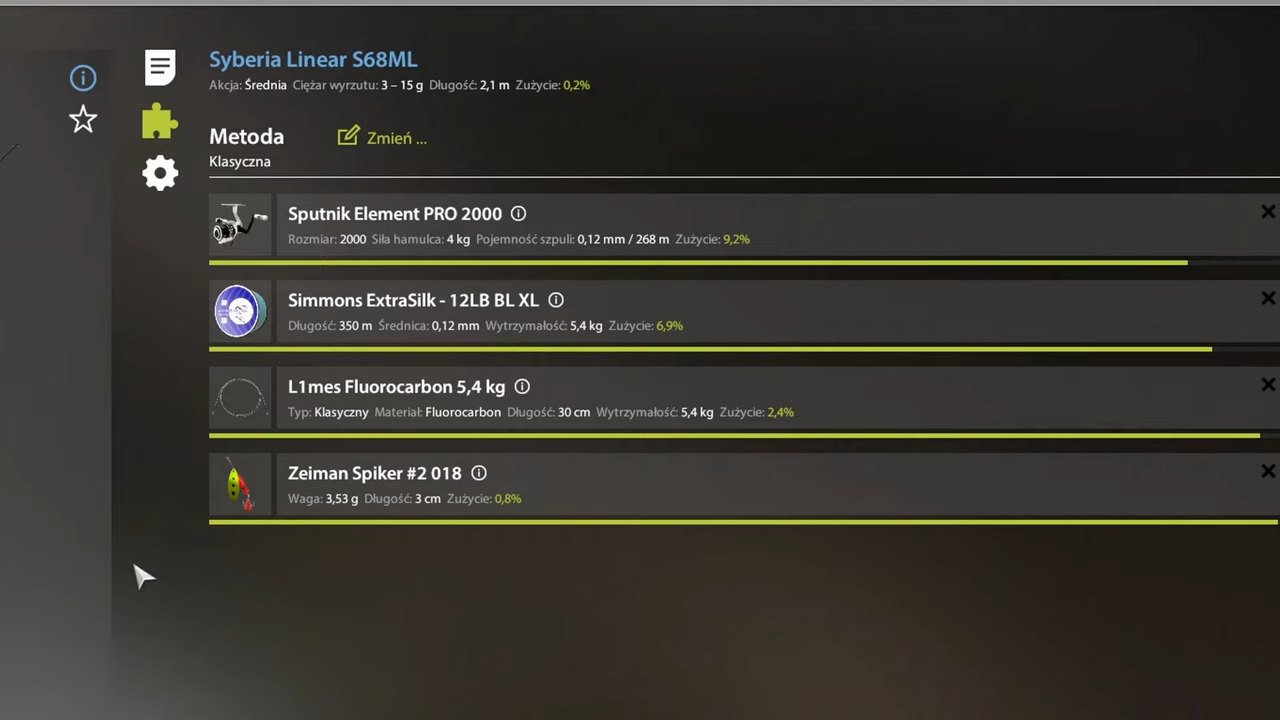 Syberia Linear S68ML
Akcja: Średnia Ciężar wyrzutu: 3 – 15 g Długość: 2,1 m Zużycie: 0,2%
Metoda Zmień ...
Klasyczna
Sputnik Element PRO 2000
Rozmiar: 2000 Siła hamulca: 4 kg Pojemność szpuli: 0,12 mm / 268 m Zużycie: 9,2%
Simmons ExtraSilk - 12LB BL XL
Długość: 350 m Średnica: 0,12 mm Wytrzymałość: 5,4 kg Zużycie: 6,9%
L1mes Fluorocarbon 5,4 kg
Typ: Klasyczny Materiał: Fluorocarbon Długość: 30 cm Wytrzymałość: 5,4 kg Zużycie: 2,4%
Zeiman Spiker #2 018
Waga: 3,53 g Długość: 3 cm Zużycie: 0,8%